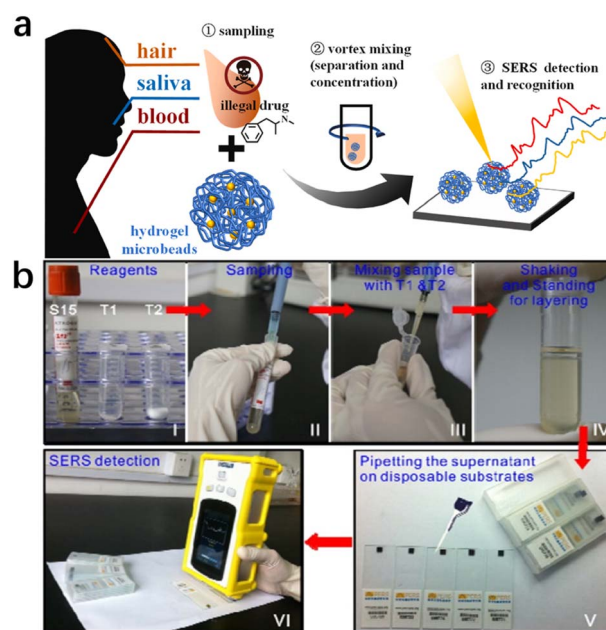 a
hair
saliva
blood
① sampling
illegal drug
hydrogel
microbeads
② vortex mixing
(separation and
concentration)
③ SERS detection
and recognition
b
Reagents
S15
T1
T2
I
Sampling
II
Mixing sample
with T1 &T2
III
Shaking
and Standing
for layering
IV
SERS detection
VI
Pipetting the supernatant
on disposable substrates
V